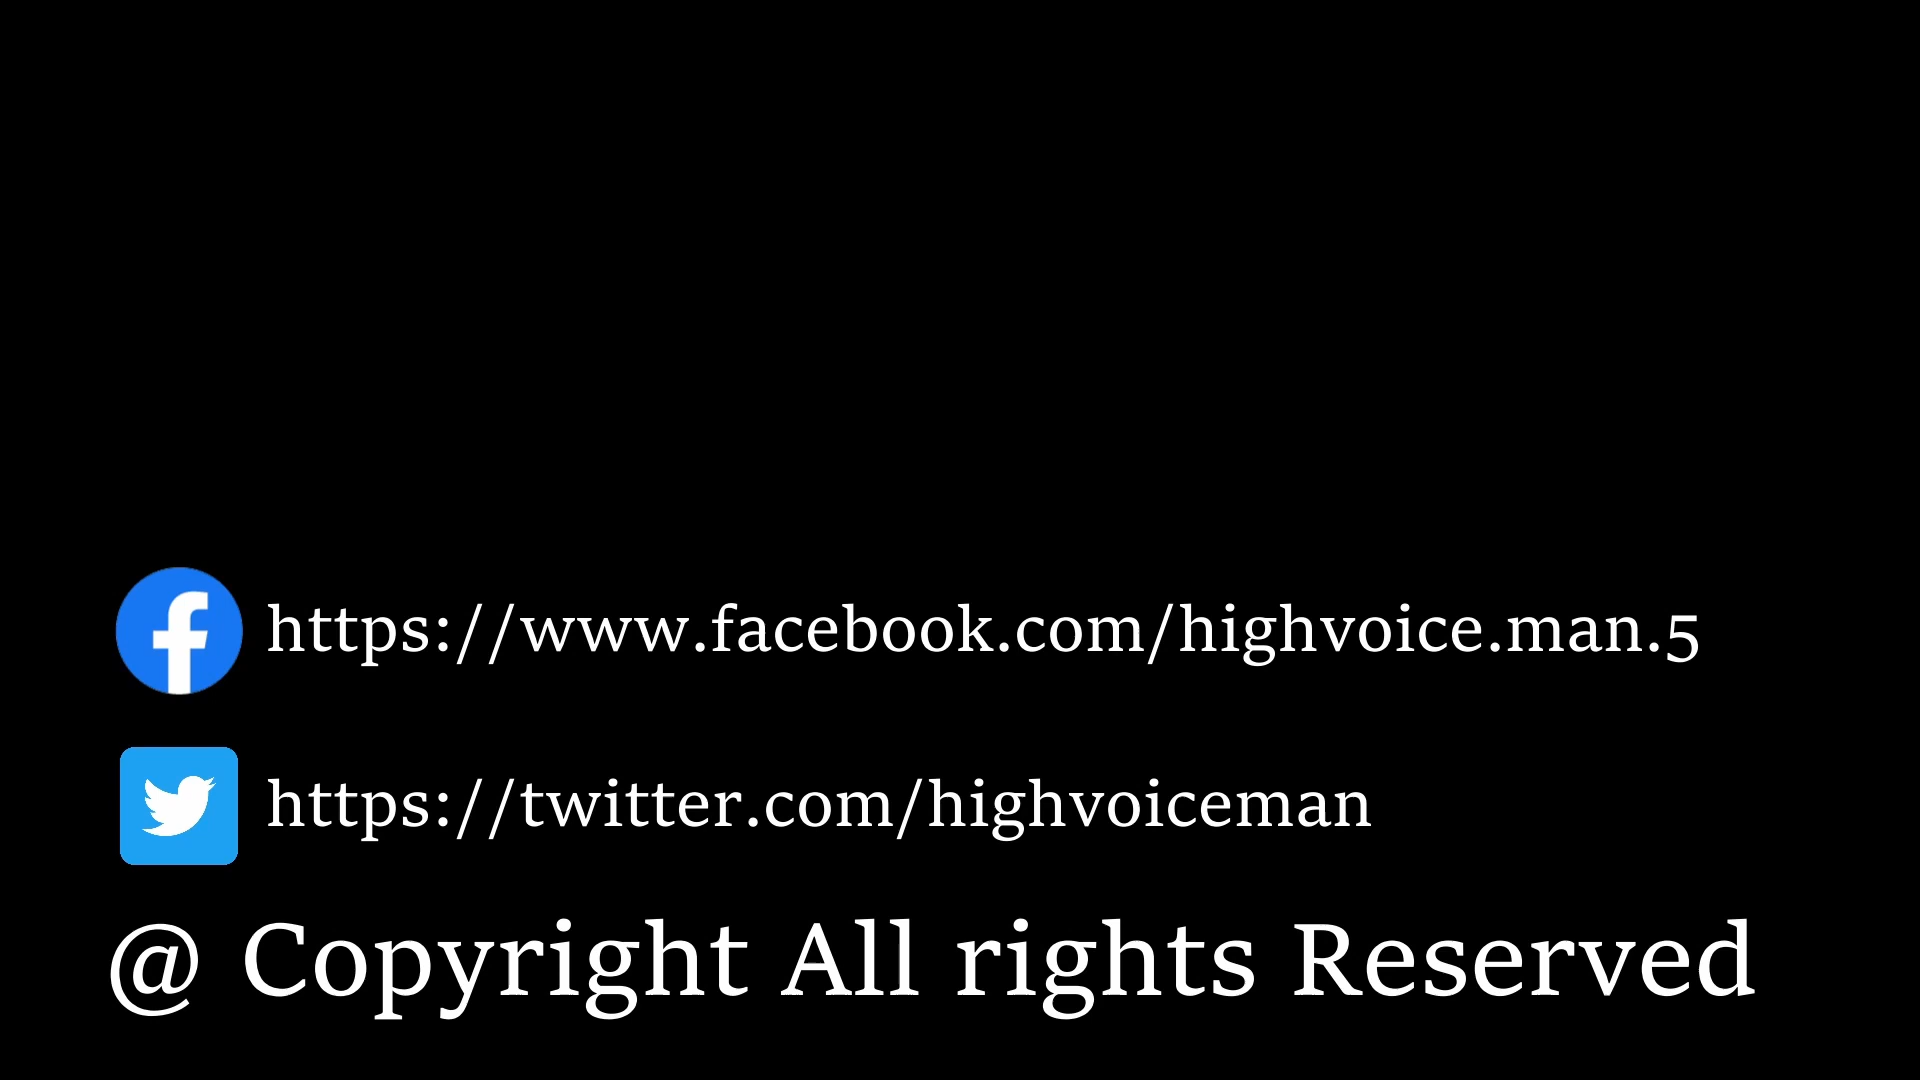 https://www.facebook.com/highvoice.man.5
https://twitter.com/highvoiceman
@ Copyright All rights Reserved